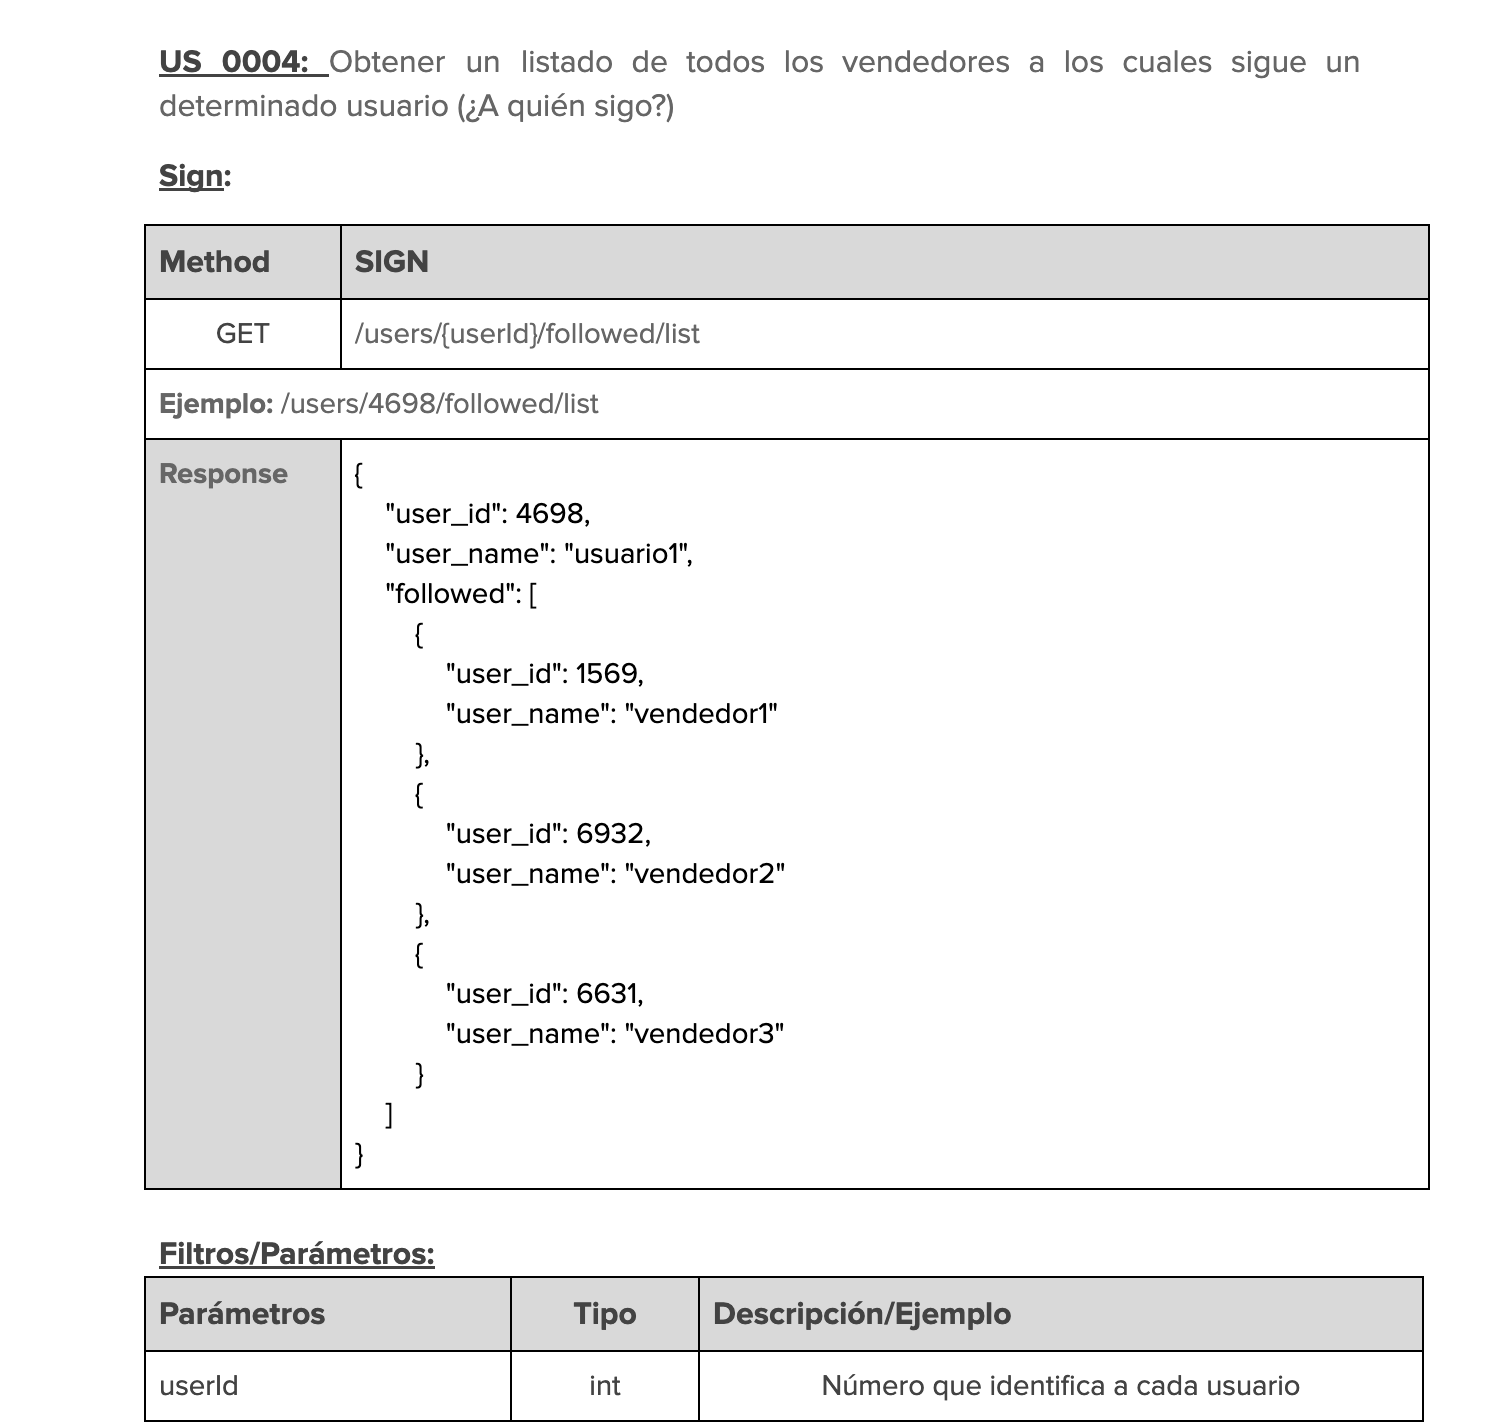 US 0004: Obtener un listado de todos los vendedores a los cuales sigue un
determinado usuario (¿A quién sigo?)
Sign:
Method SIGN
GET /users/{userId}/followed/list
Ejemplo: /users/4698/followed/list
Response {
"user_id": 4698,
"user_name": "usuario1",
"followed": [
{
"user_id": 1569,
"user_name": "vendedor1"
},
{
"user_id": 6932,
"user_name": "vendedor2"
},
{
"user_id": 6631,
"user_name": "vendedor3"
}
]
}
Filtros/Parámetros:
Parámetros Tipo Descripción/Ejemplo
userId int Número que identifica a cada usuario